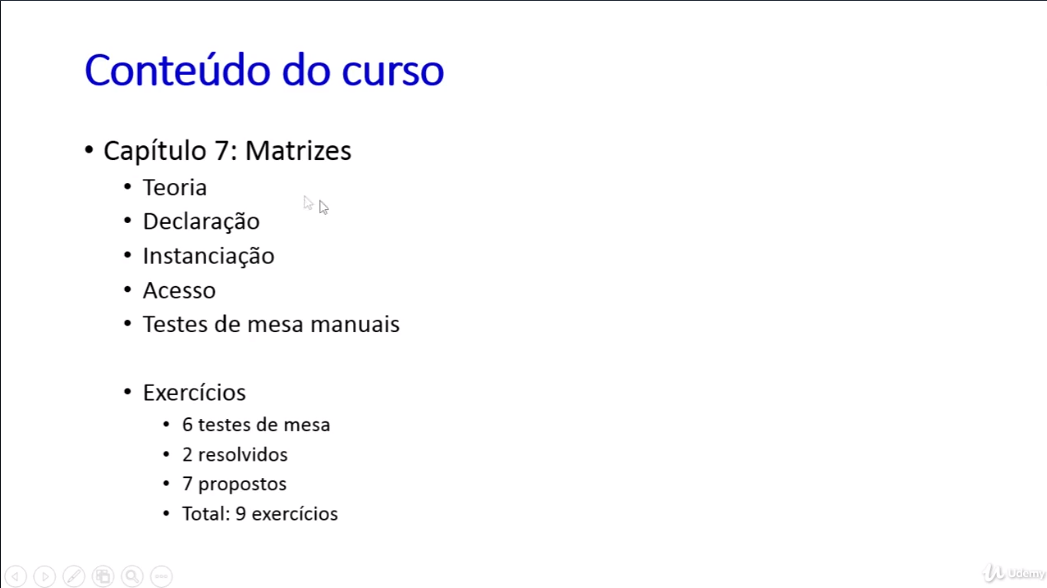 Conteúdo do curso
• Capítulo 7: Matrizes
• Teoria
• Declaração
• Instanciação
• Acesso
• Testes de mesa manuais
• Exercícios
• 6 testes de mesa
• 2 resolvidos
• 7 propostos
• Total: 9 exercícios
Udemy